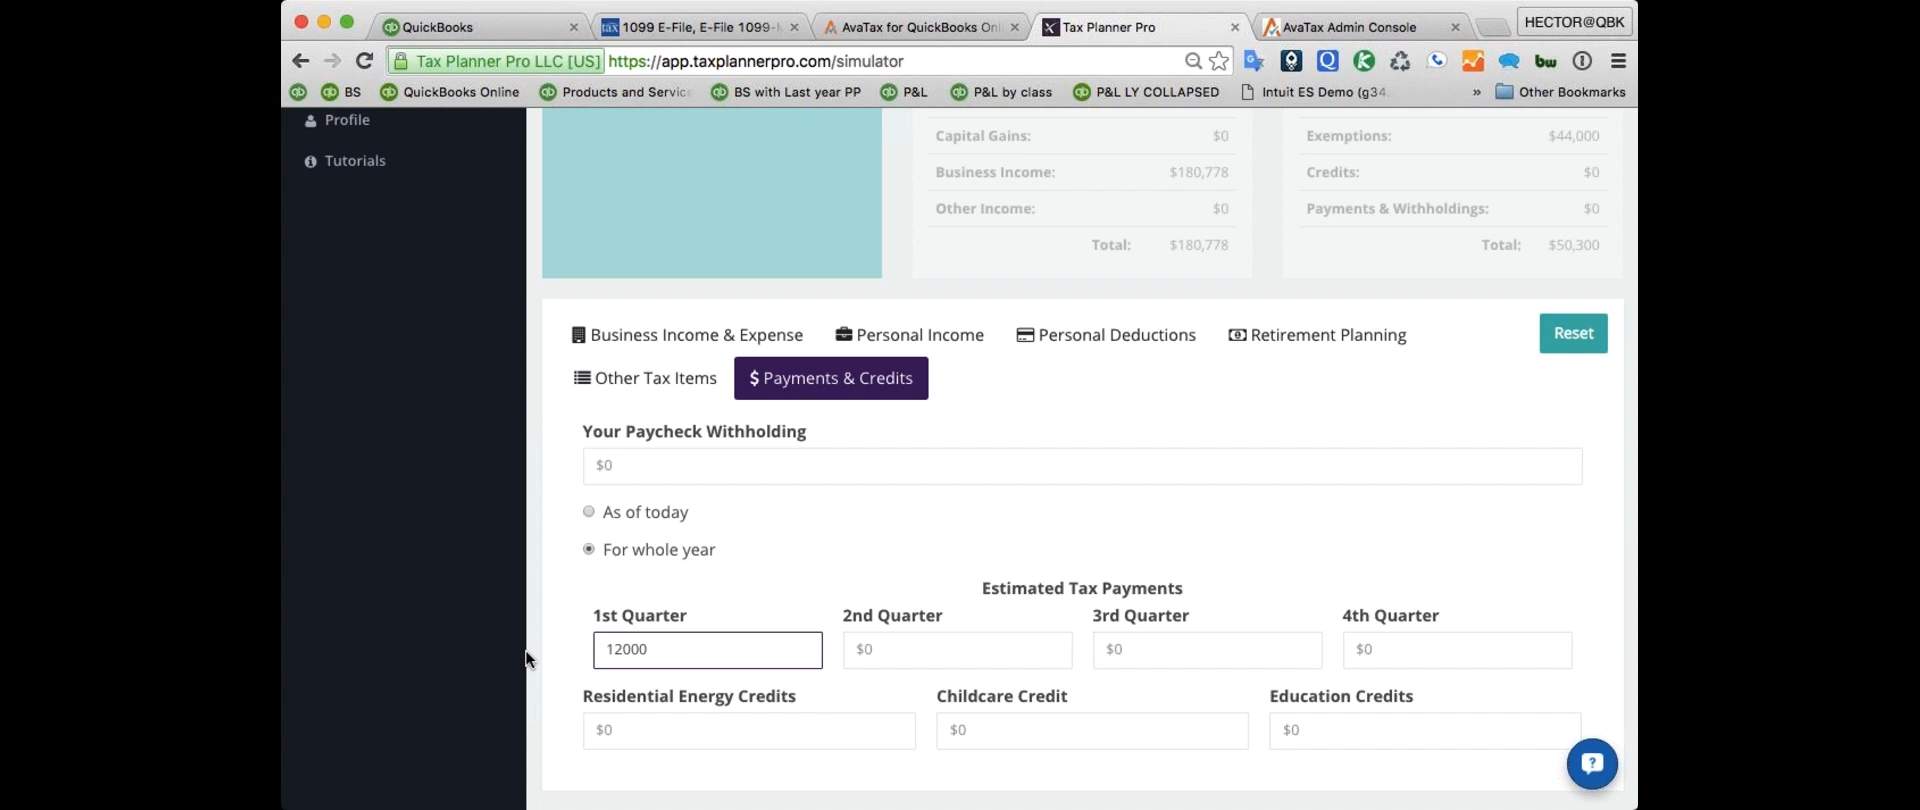 QuickBooks
1099 E-File, E-File 1099-
AvaTax for QuickBooks Onl
Tax Planner Pro
AvaTax Admin Console
HECTOR@QBK
Tax Planner Pro LLC [US]
https://app.taxplannerpro.com/simulator
BS
QuickBooks Online
Products and Servic
BS with Last year PP
P&L
P&L by class
P&L LY COLLAPSED
Intuit ES Demo (g34
»
Other Bookmarks
Profile
Tutorials
Capital Gains: $0
Business Income: $180,778
Other Income: $0
Total: $180,778
Exemptions: $44,000
Credits: $0
Payments & Withholdings: $0
Total: $50,300
Business Income & Expense
Personal Income
Personal Deductions
Retirement Planning
Reset
Other Tax Items
$ Payments & Credits
Your Paycheck Withholding
$0
As of today
For whole year
Estimated Tax Payments
1st Quarter
2nd Quarter
3rd Quarter
4th Quarter
12000
$0
$0
$0
Residential Energy Credits
Childcare Credit
Education Credits
$0
$0
$0